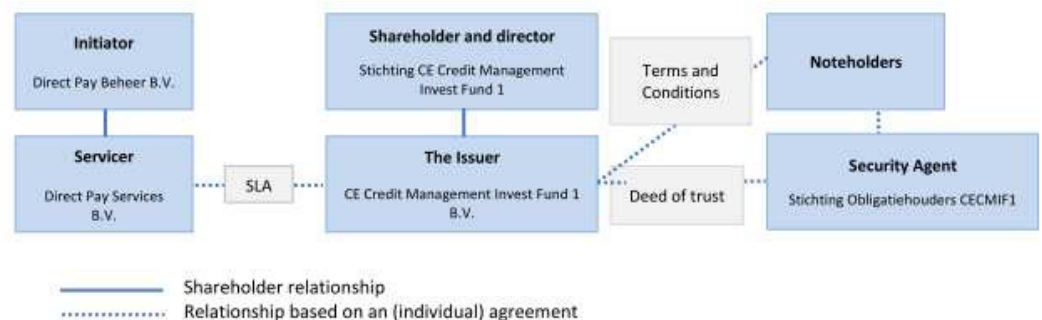 Initiator
Direct Pay Beheer B.V.
Shareholder and director
Stichting CE Credit Management
Invest Fund 1
Terms and
Conditions
Noteholders
Servicer
Direct Pay Services
B.V.
SLA
The Issuer
CE Credit Management Invest Fund 1
B.V.
Deed of trust
Security Agent
Stichting Obligatiehouders CECMIF1
Shareholder relationship
Relationship based on an (individual) agreement